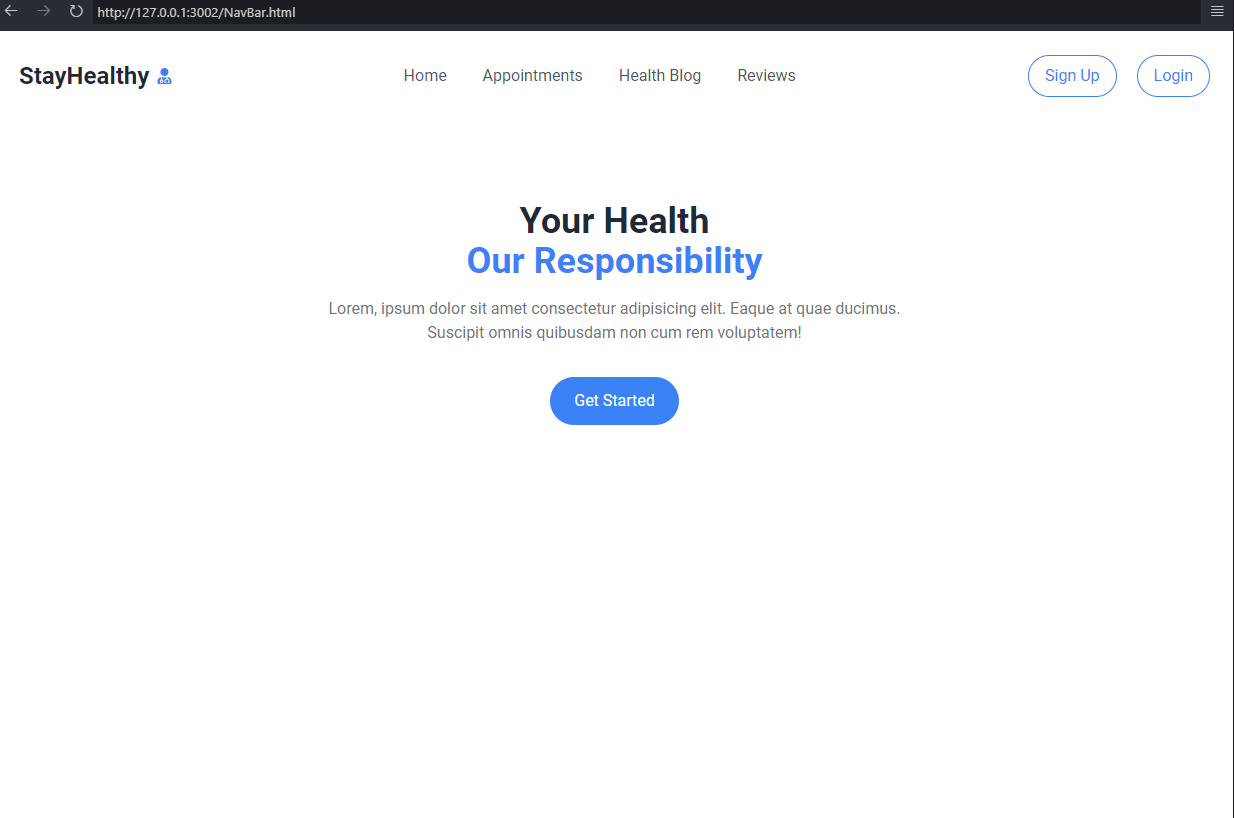 http://127.0.0.1:3002/NavBar.html
StayHealthy Home Appointments Health Blog Reviews Sign Up Login
Your Health
Our Responsibility
Lorem, ipsum dolor sit amet consectetur adipisicing elit. Eaque at quae ducimus.
Suscipit omnis quibusdam non cum rem voluptatem!
Get Started